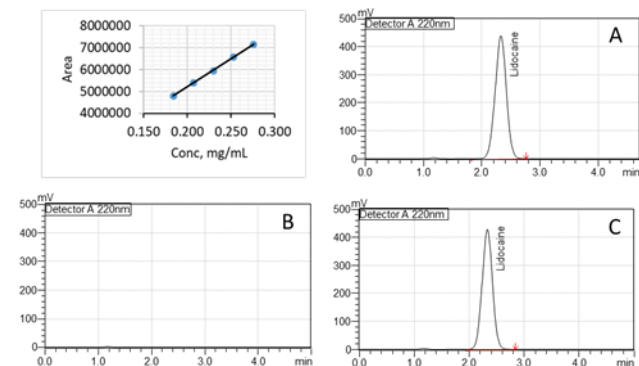 8000000
7000000
6000000
5000000
4000000
Area
0.150 0.200 0.250 0.300
Conc, mg/mL
mV
500
Detector A 220nm
A
400
300
200
100
0
Lidocaine
0.0 1.0 2.0 3.0 4.0 min
mV
500
Detector A 220nm
B
400
300
200
100
0
0.0 1.0 2.0 3.0 4.0 min
mV
500
Detector A 220nm
C
400
300
200
100
0
Lidocaine
0.0 1.0 2.0 3.0 4.0 min